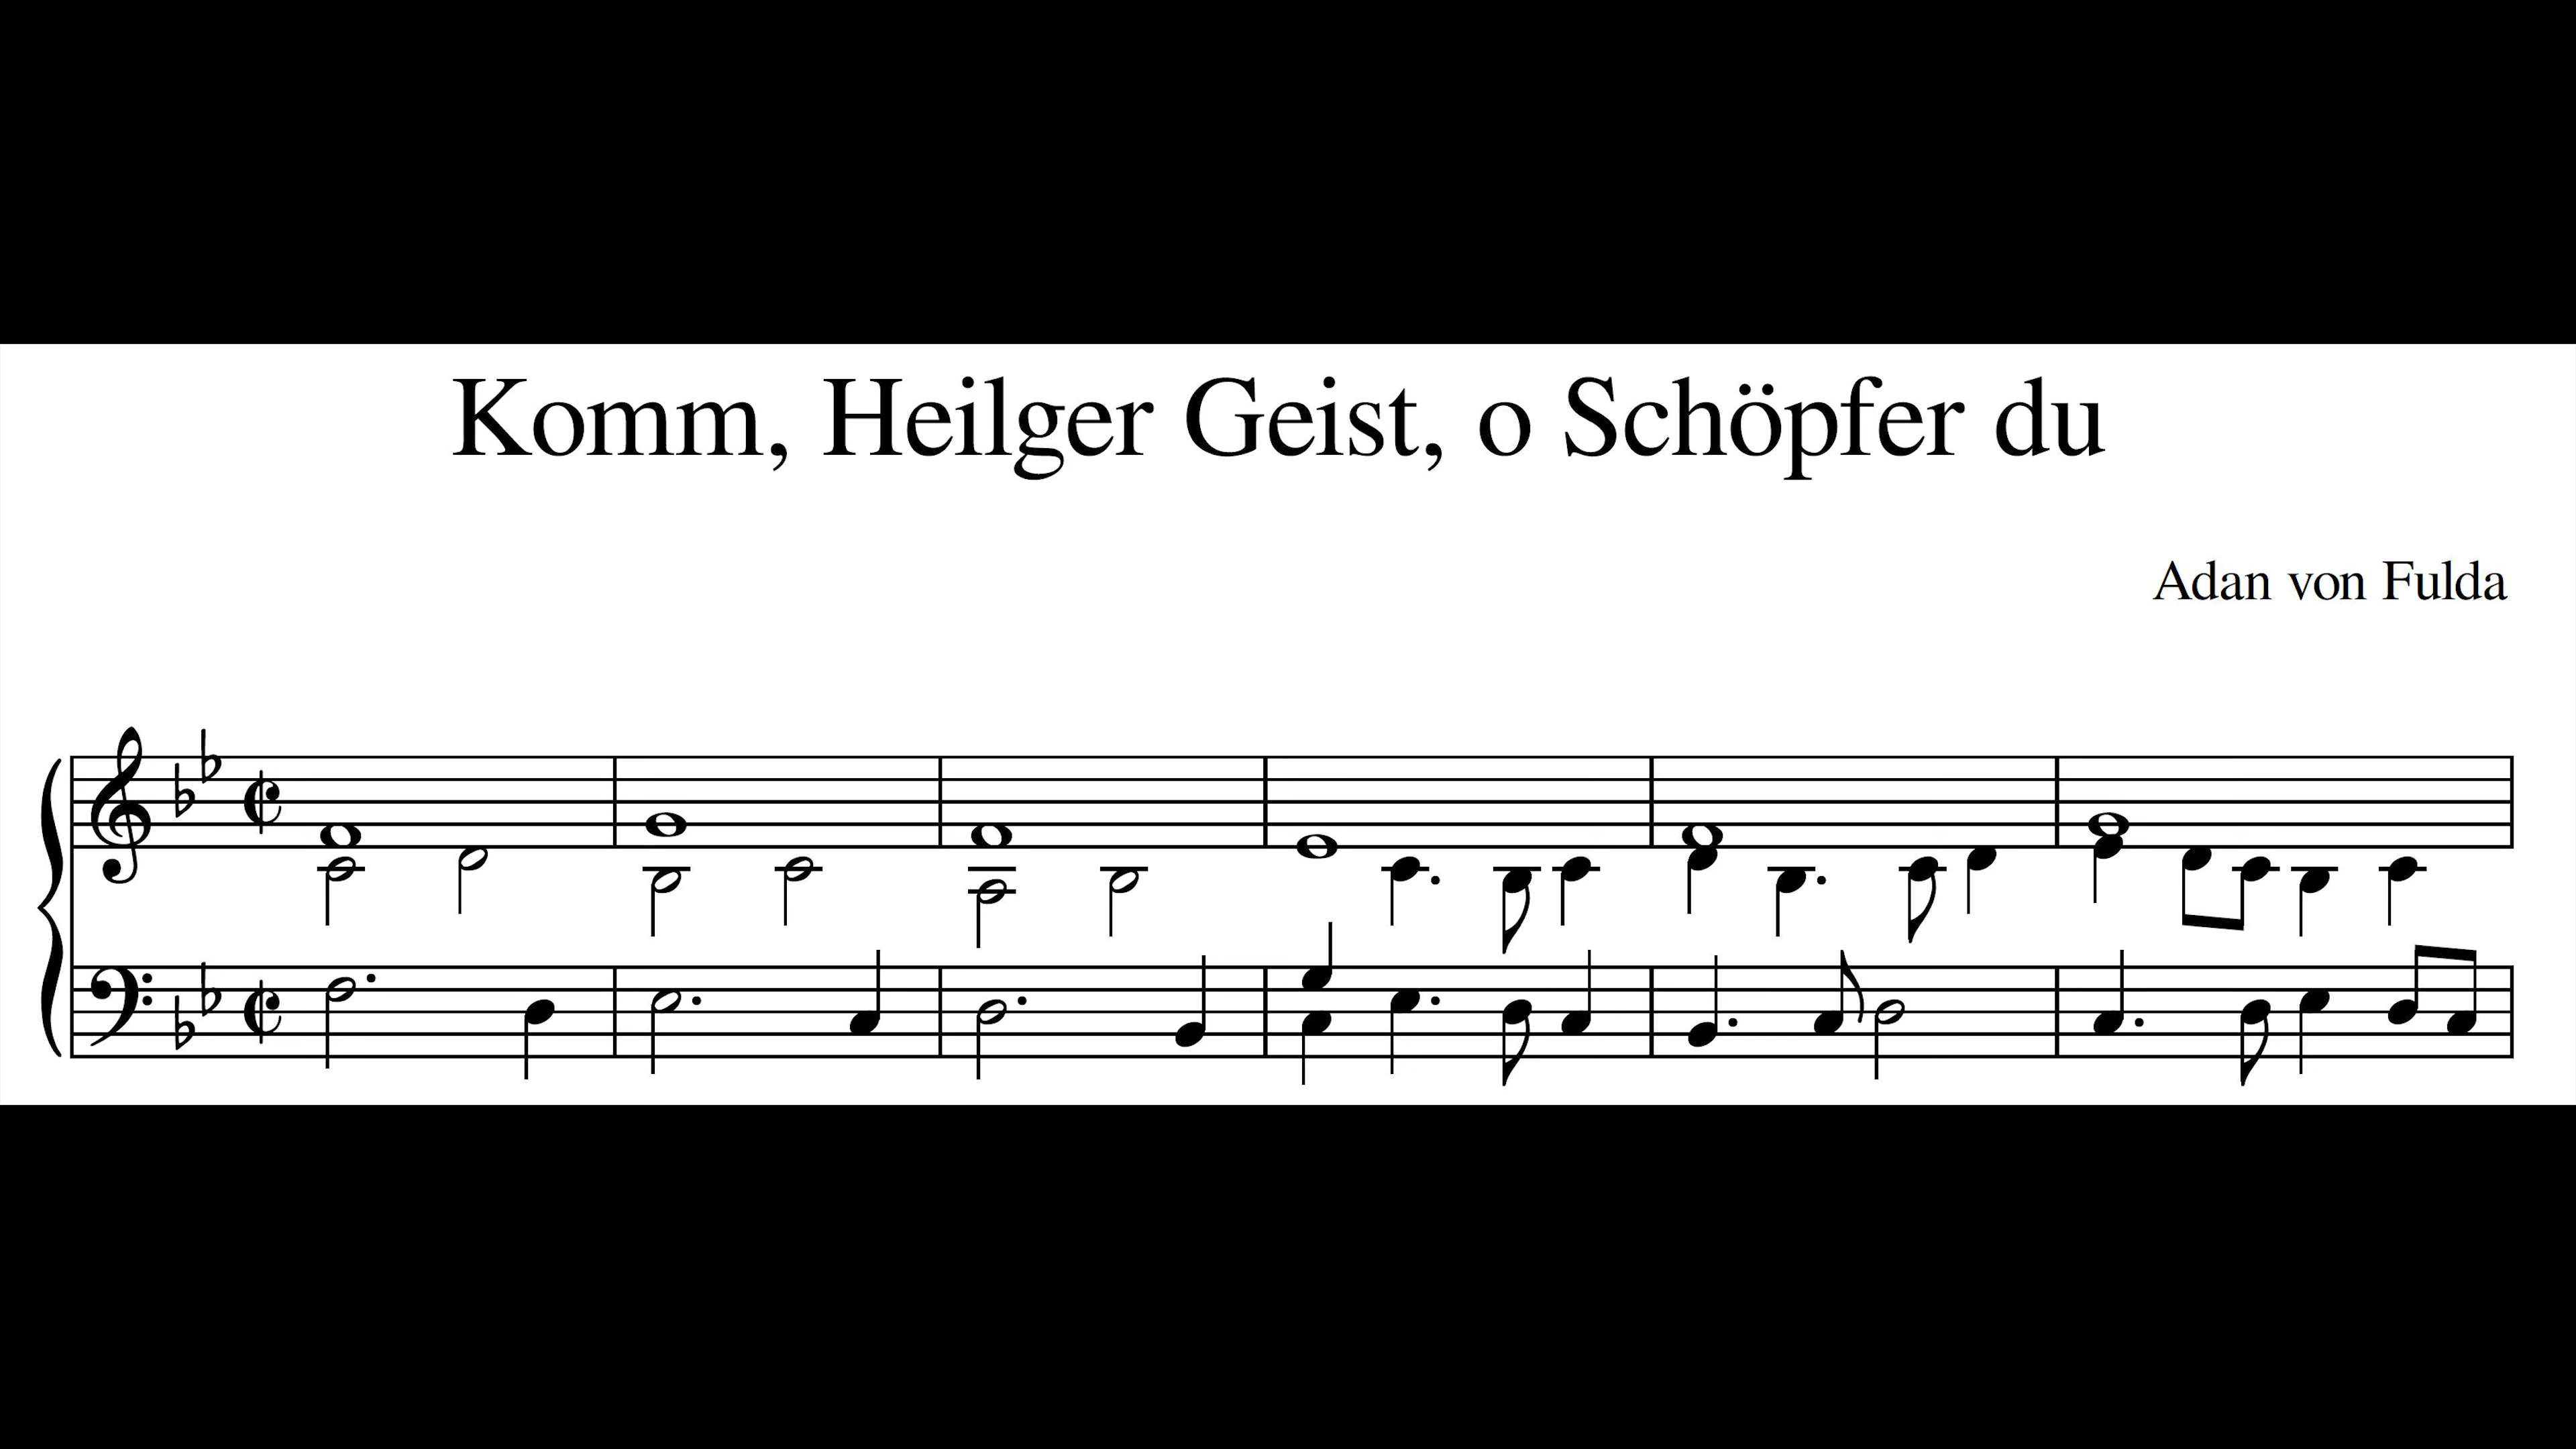 Komm, Heilger Geist, o Schöpfer du
Adan von Fulda